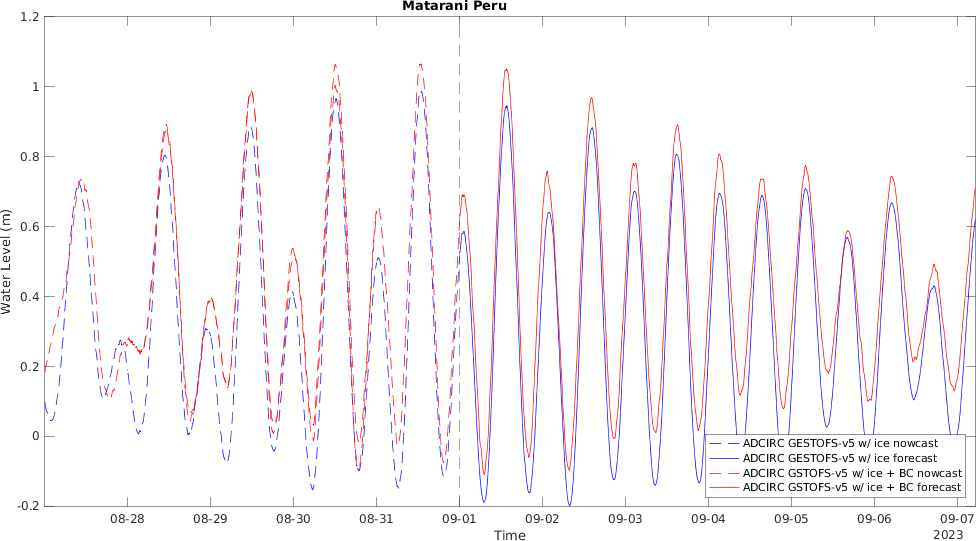 Matarani Peru
1.2
1
0.8
0.6
0.4
0.2
0
-0.2
Water Level (m)
ADCIRC GESTOFS-v5 w/ ice nowcast
ADCIRC GESTOFS-v5 w/ ice forecast
ADCIRC GSTOFS-v5 w/ ice + BC nowcast
ADCIRC GSTOFS-v5 w/ ice + BC forecast
08-28 08-29 08-30 08-31 09-01 09-02 09-03 09-04 09-05 09-06 09-07
Time
2023